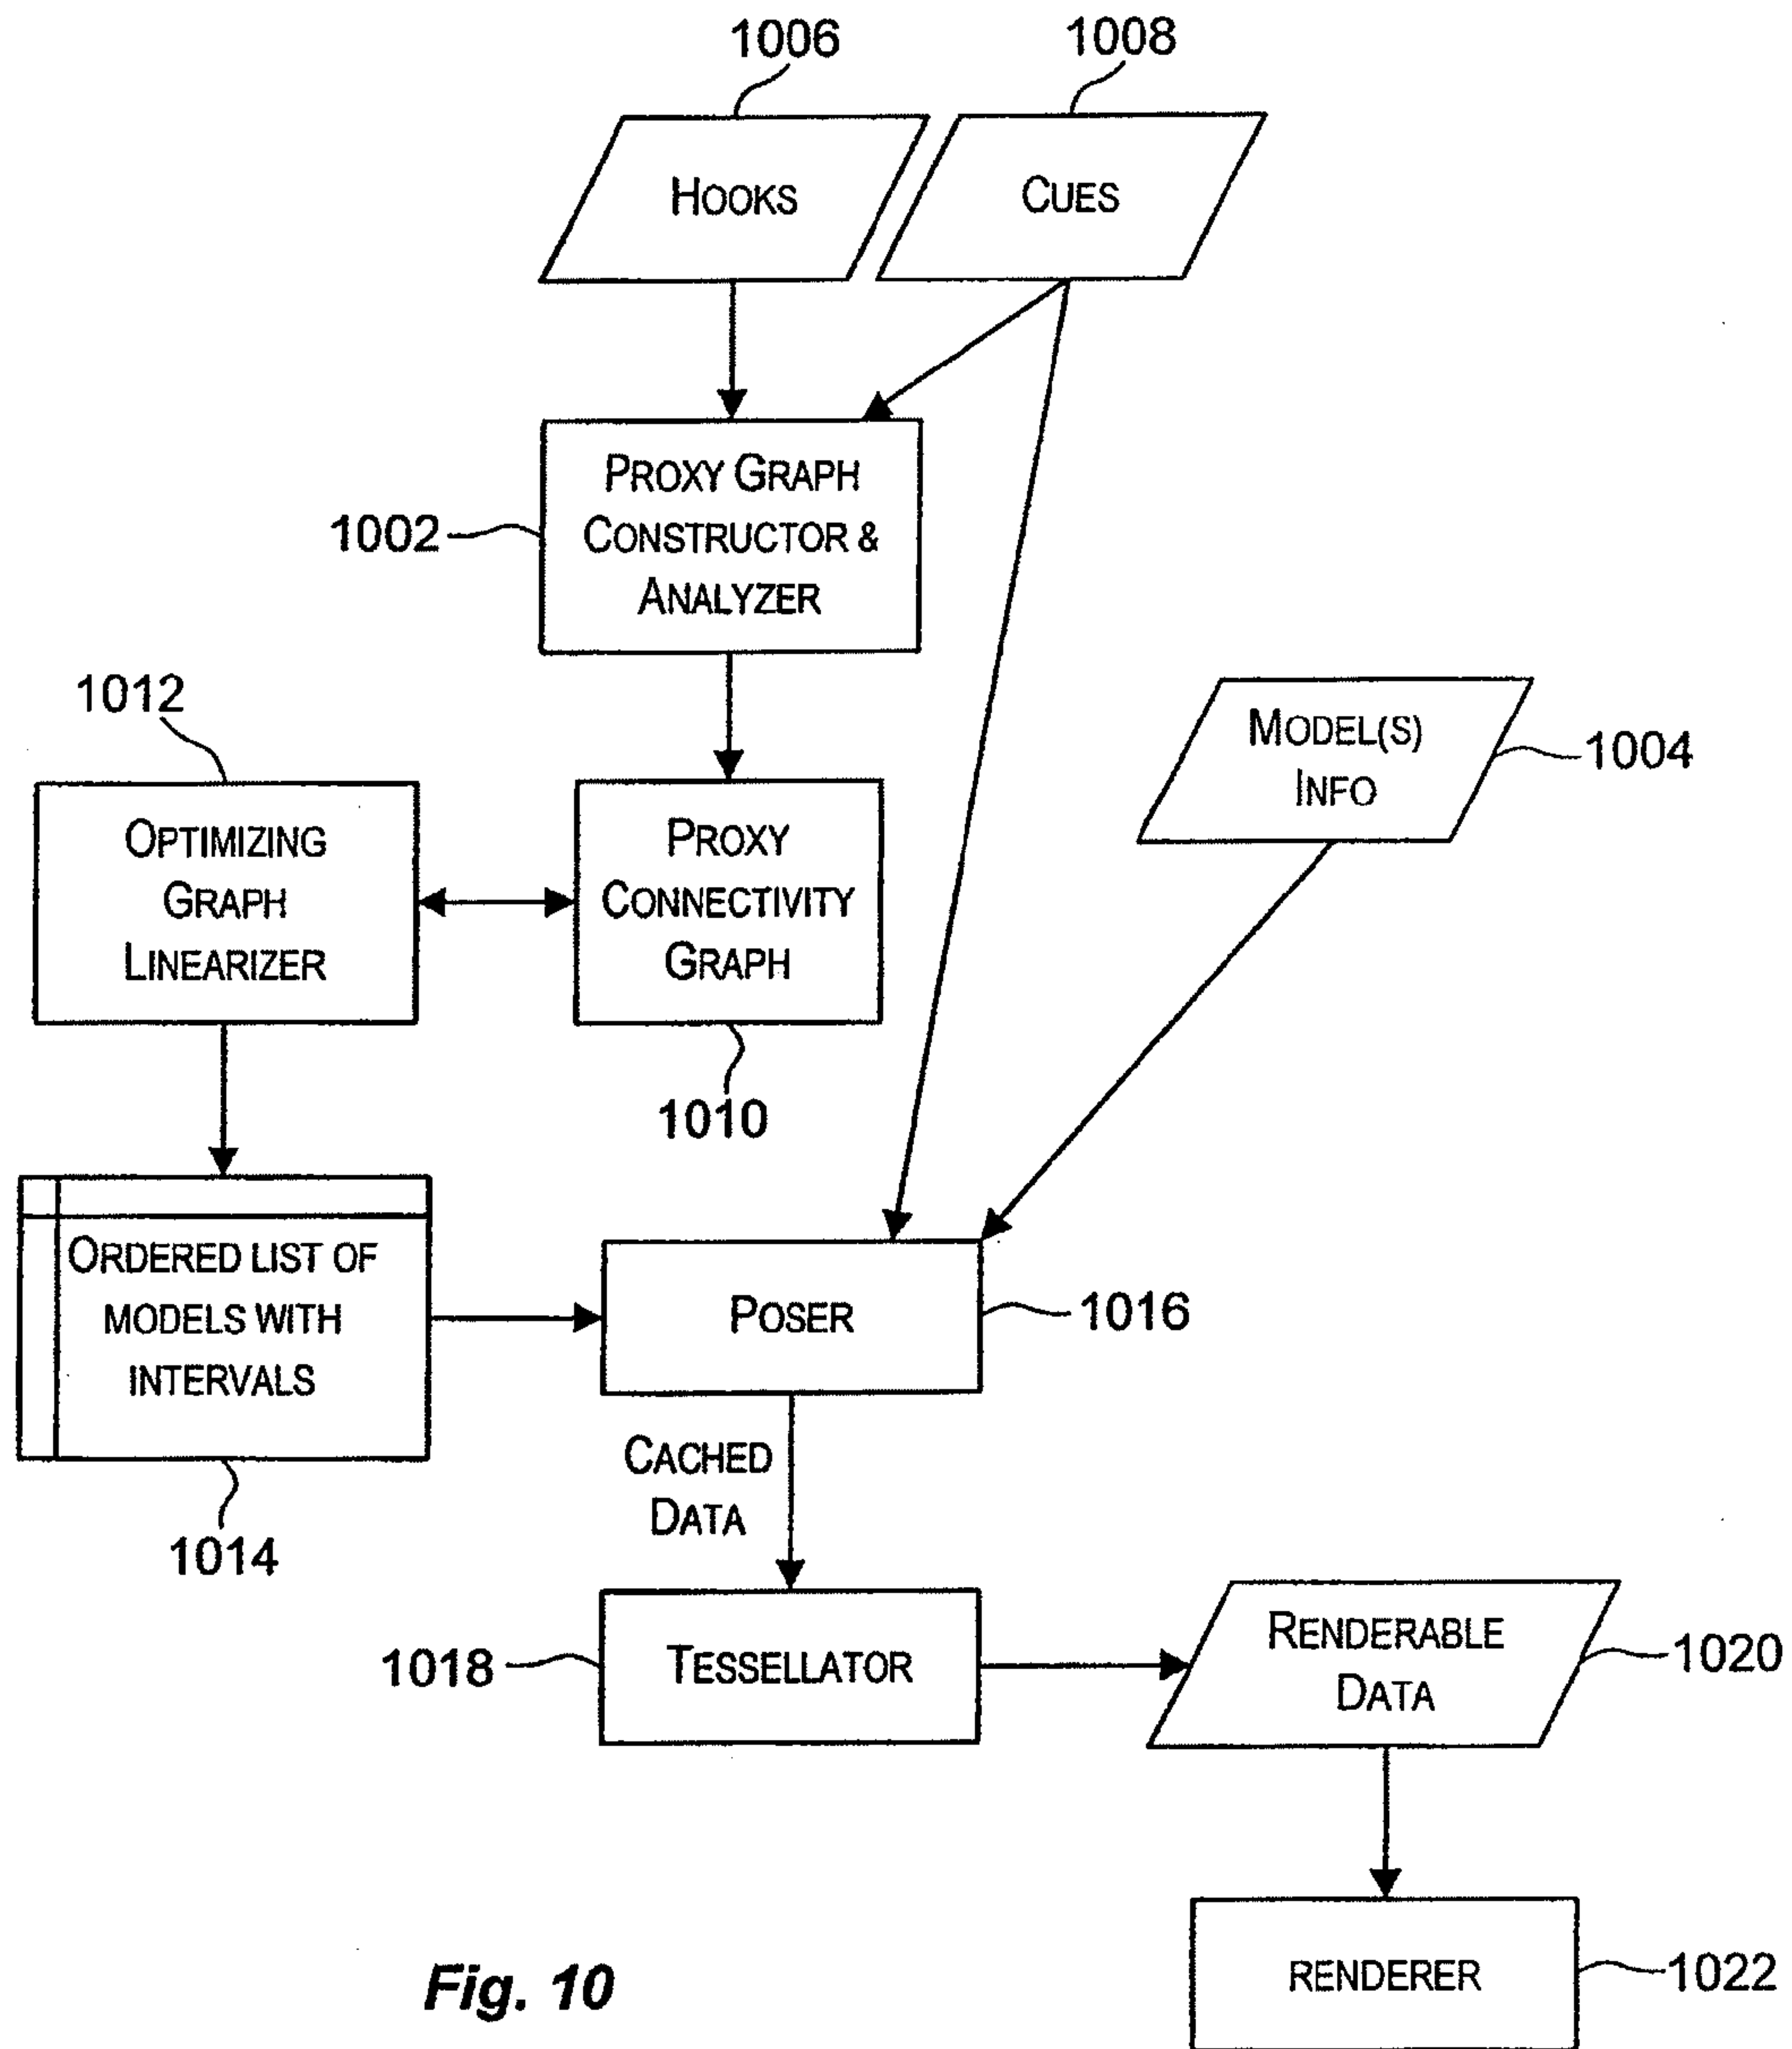 1006
1008
HOOKS
CUES
PROXY GRAPH
CONSTRUCTOR &
ANALYZER
1002
1012
MODEL(S)
INFO
1004
OPTIMIZING
GRAPH
LINEARIZER
PROXY
CONNECTIVITY
GRAPH
1010
ORDERED LIST OF
MODELS WITH
INTERVALS
1014
POSER
1016
CACHED
DATA
1018
TESSELLATOR
RENDERABLE
DATA
1020
RENDERER
1022
Fig. 10